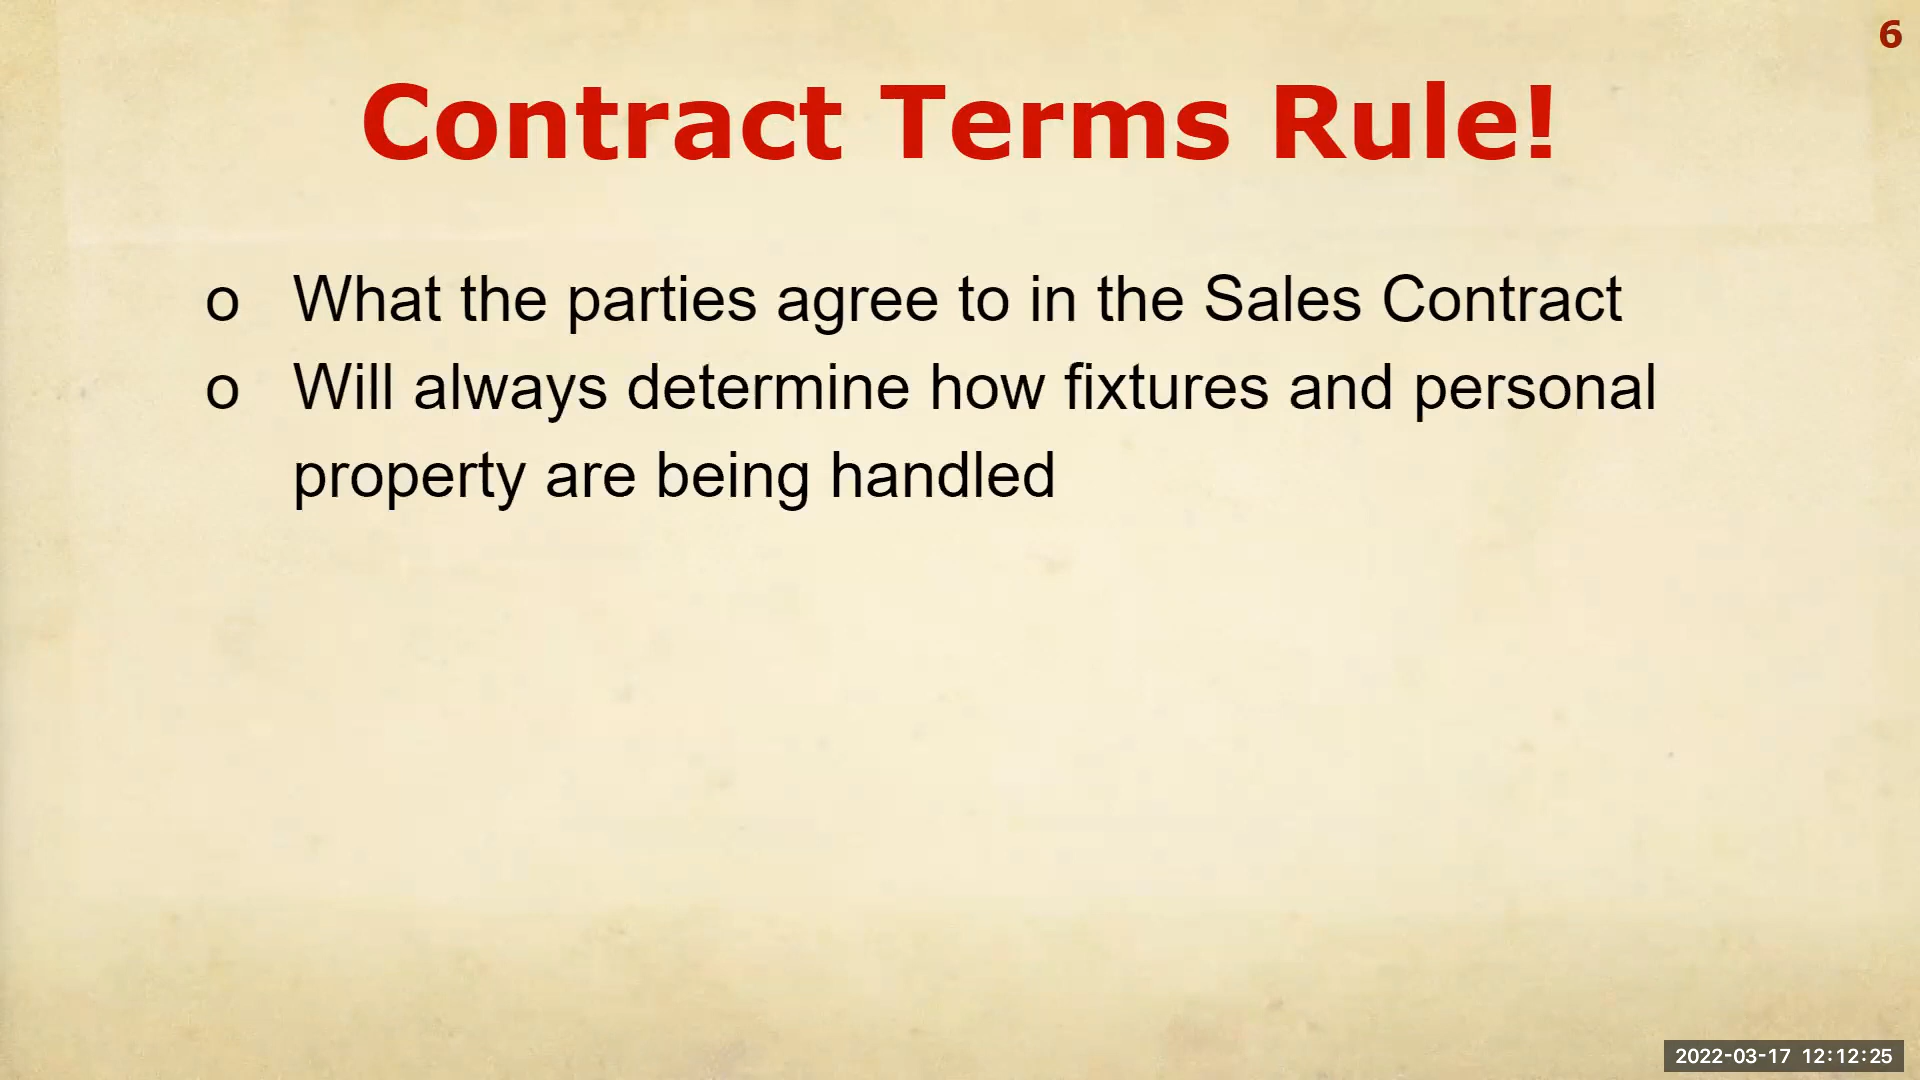 6
Contract Terms Rule!
o What the parties agree to in the Sales Contract
o Will always determine how fixtures and personal
property are being handled
2022-03-17 12:12:25